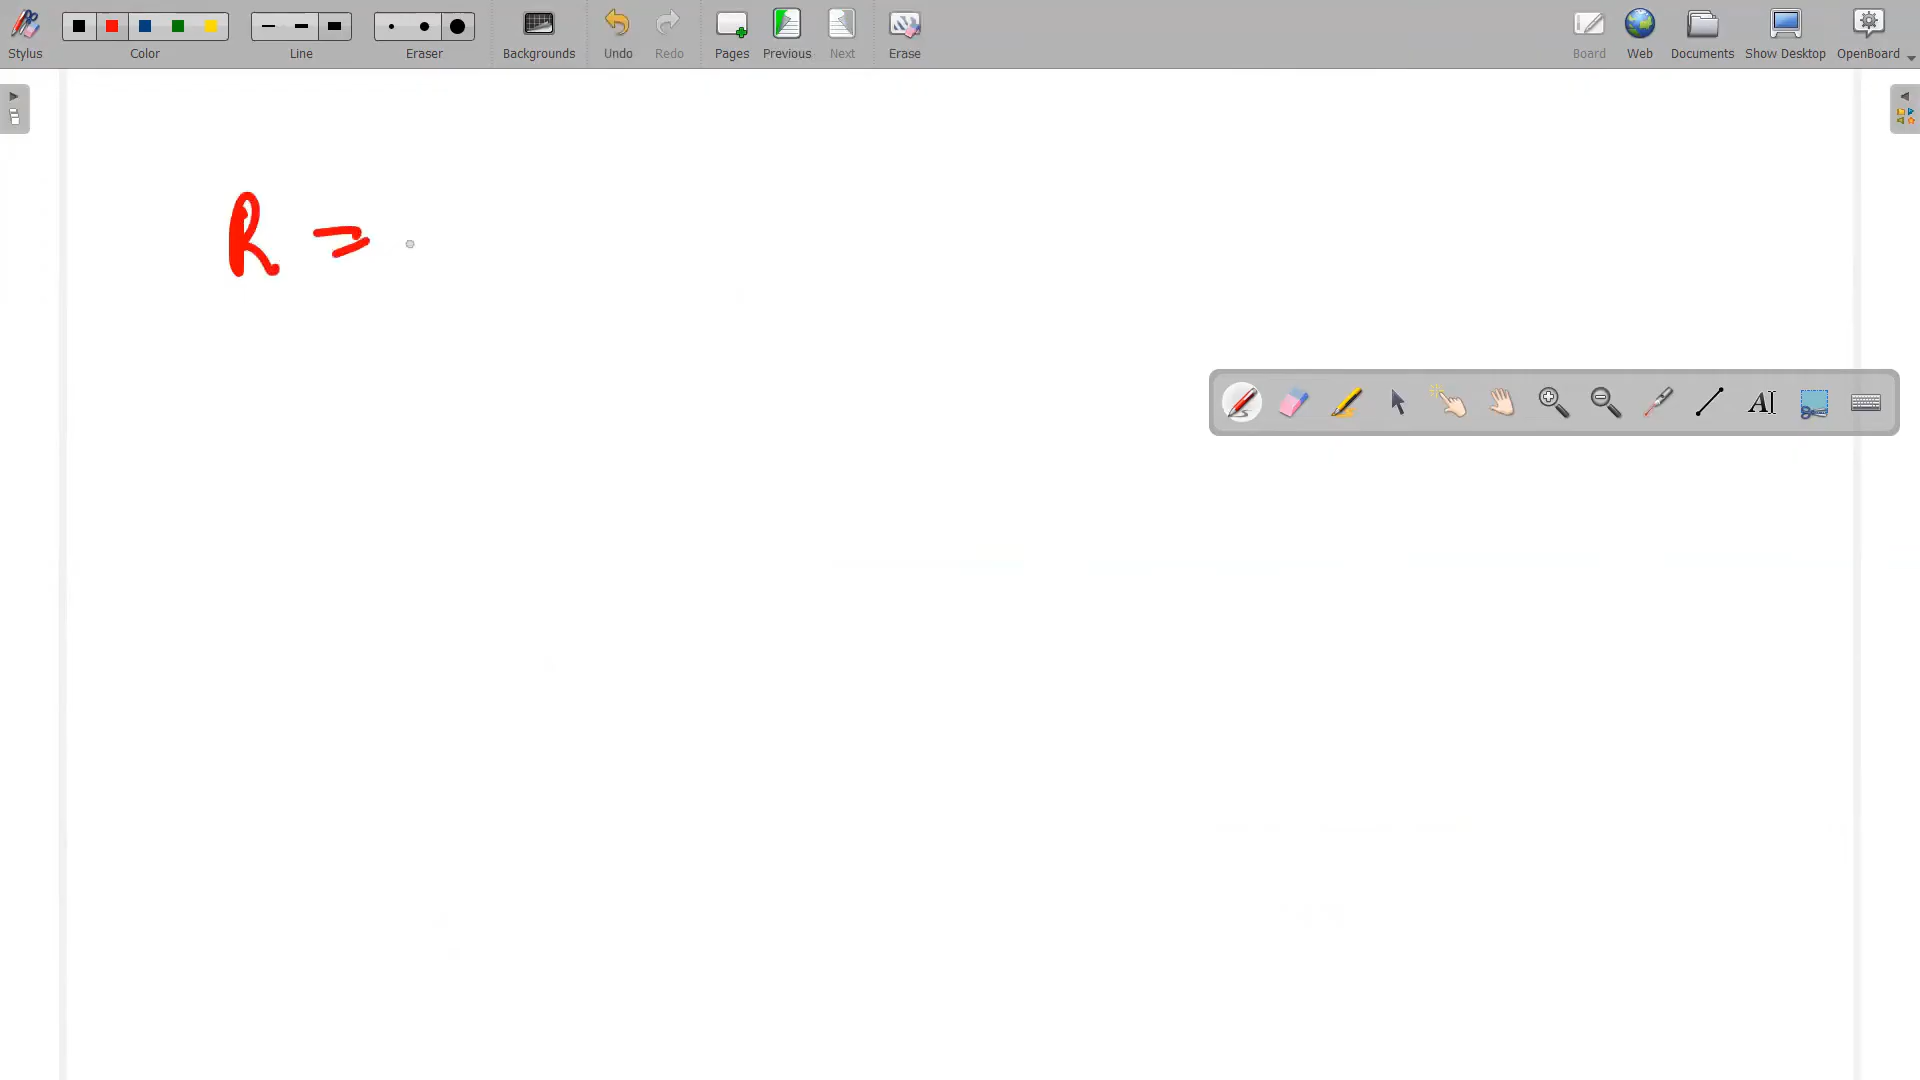 Stylus
Color
Line
Eraser
Backgrounds
Undo
Redo
Pages
Previous
Next
Erase
Board
Web
Documents
Show Desktop
OpenBoard
R =
A